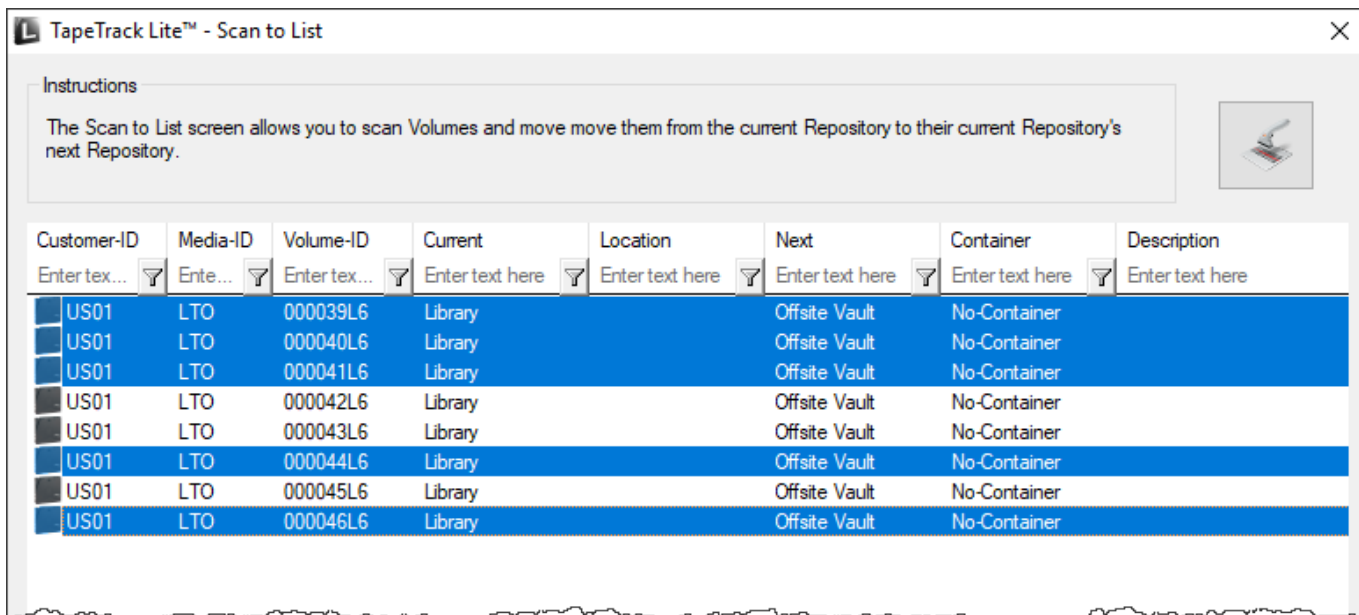 TapeTrack Lite™ - Scan to List
Instructions
The Scan to List screen allows you to scan Volumes and move move them from the current Repository to their current Repository's
next Repository.
Customer-ID Media-ID Volume-ID Current Location Next Container Description
Enter tex... Ente... Enter tex... Enter text here Enter text here Enter text here Enter text here Enter text here
US01 LTO 000039L6 Library Offsite Vault No-Container
US01 LTO 000040L6 Library Offsite Vault No-Container
US01 LTO 000041L6 Library Offsite Vault No-Container
US01 LTO 000042L6 Library Offsite Vault No-Container
US01 LTO 000043L6 Library Offsite Vault No-Container
US01 LTO 000044L6 Library Offsite Vault No-Container
US01 LTO 000045L6 Library Offsite Vault No-Container
US01 LTO 000046L6 Library Offsite Vault No-Container